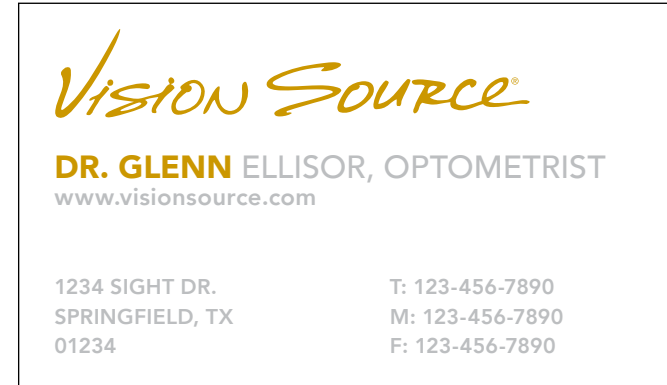 Vision Source®
DR. GLENN ELLISOR, OPTOMETRIST
www.visionsource.com
1234 SIGHT DR.
SPRINGFIELD, TX
01234
T: 123-456-7890
M: 123-456-7890
F: 123-456-7890